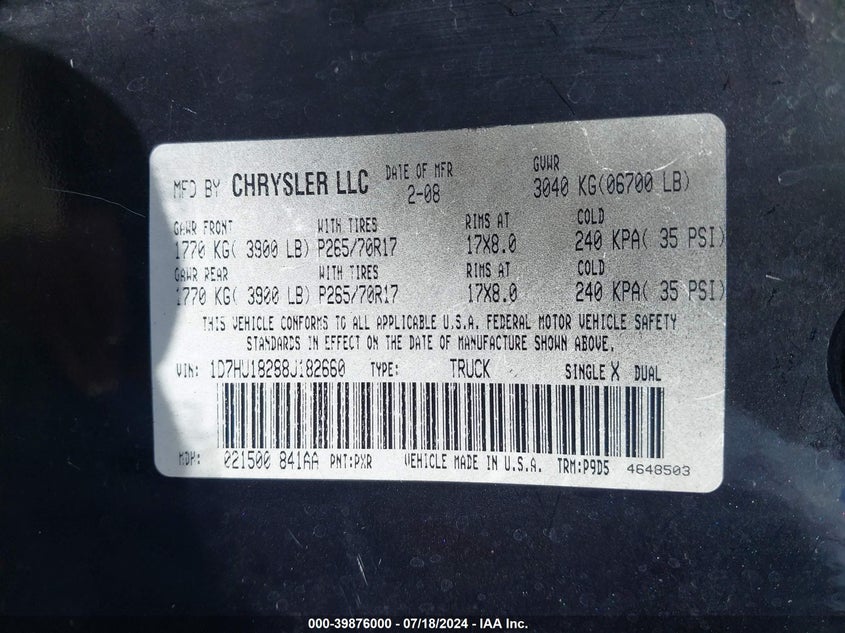 MFD BY CHRYSLER LLC DATE OF MFR 2-08 GVWR 3040 KG(06700 LB)
GAWR FRONT WITH TIRES RIMS AT COLD
1770 KG( 3900 LB) P265/70R17 17X8.0 240 KPA( 35 PSI)
GAWR REAR WITH TIRES RIMS AT COLD
1770 KG( 3900 LB) P265/70R17 17X8.0 240 KPA( 35 PSI)
THIS VEHICLE CONFORMS TO ALL APPLICABLE U.S.A. FEDERAL MOTOR VEHICLE SAFETY
STANDARDS IN EFFECT ON THE DATE OF MANUFACTURE SHOWN ABOVE.
VIN: 1D7HU18288J182660 TYPE: TRUCK SINGLE X DUAL
MDH: 021500 841AA PNT:PXR VEHICLE MADE IN U.S.A. TRM:P9D5 4648503
000-39876000 - 07/18/2024 - IAA Inc.